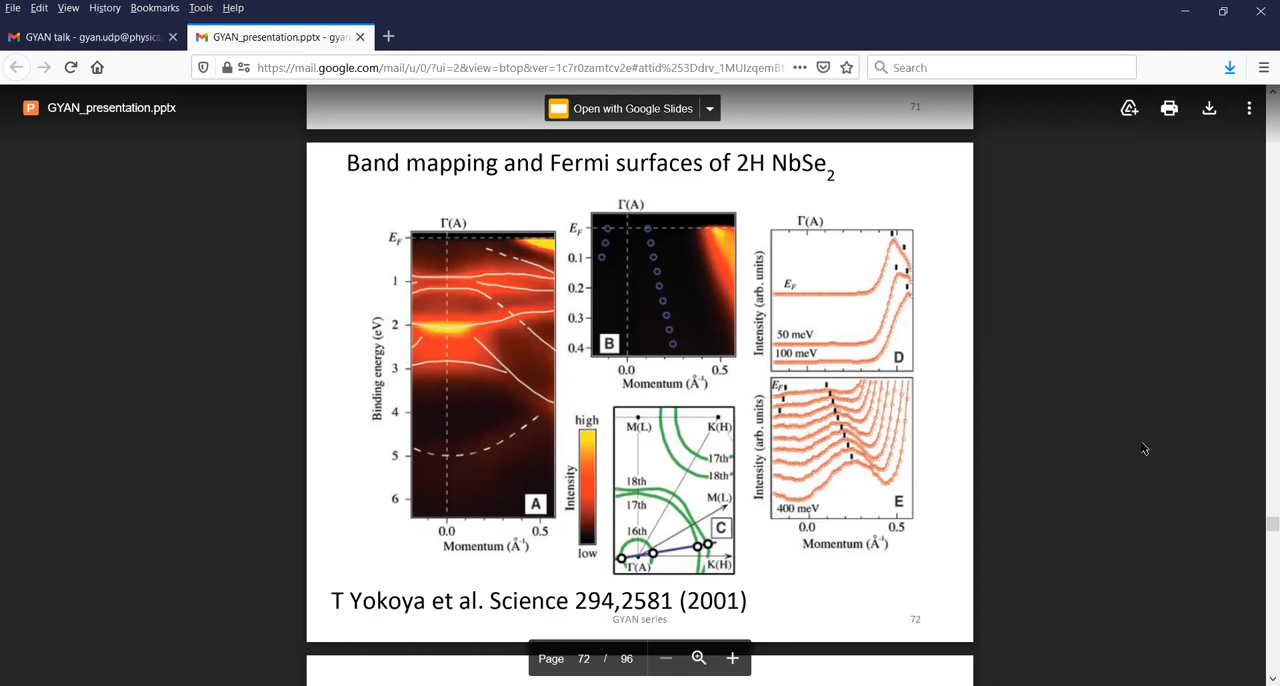 File Edit View History Bookmarks Tools Help
GYAN talk - gyan.udp@physics.
GYAN_presentation.pptx - gyan
https://mail.google.com/mail/u/0/?ui=2&view=btop&ver=1c7r0zamtcv2e#attid%253Ddrv_1MUIzqemB
Search
GYAN_presentation.pptx
Open with Google Slides
71
Band mapping and Fermi surfaces of 2H NbSe2
Γ(A)
EF
1
2
3
4
5
6
Binding energy (eV)
A
0.0 0.5
Momentum (Å-1)
Γ(A)
EF
0.1
0.2
0.3
0.4
B
0.0 0.5
Momentum (Å-1)
high
Intensity
low
M(L) K(H)
17th
18th
18th
17th
M(L)
16th
C
Γ(A) K(H)
Γ(A)
Intensity (arb. units)
EF
50 meV
100 meV
D
EF
Intensity (arb. units)
400 meV
E
0.0 0.5
Momentum (Å-1)
T Yokoya et al. Science 294,2581 (2001)
GYAN series
72
Page 72 / 96